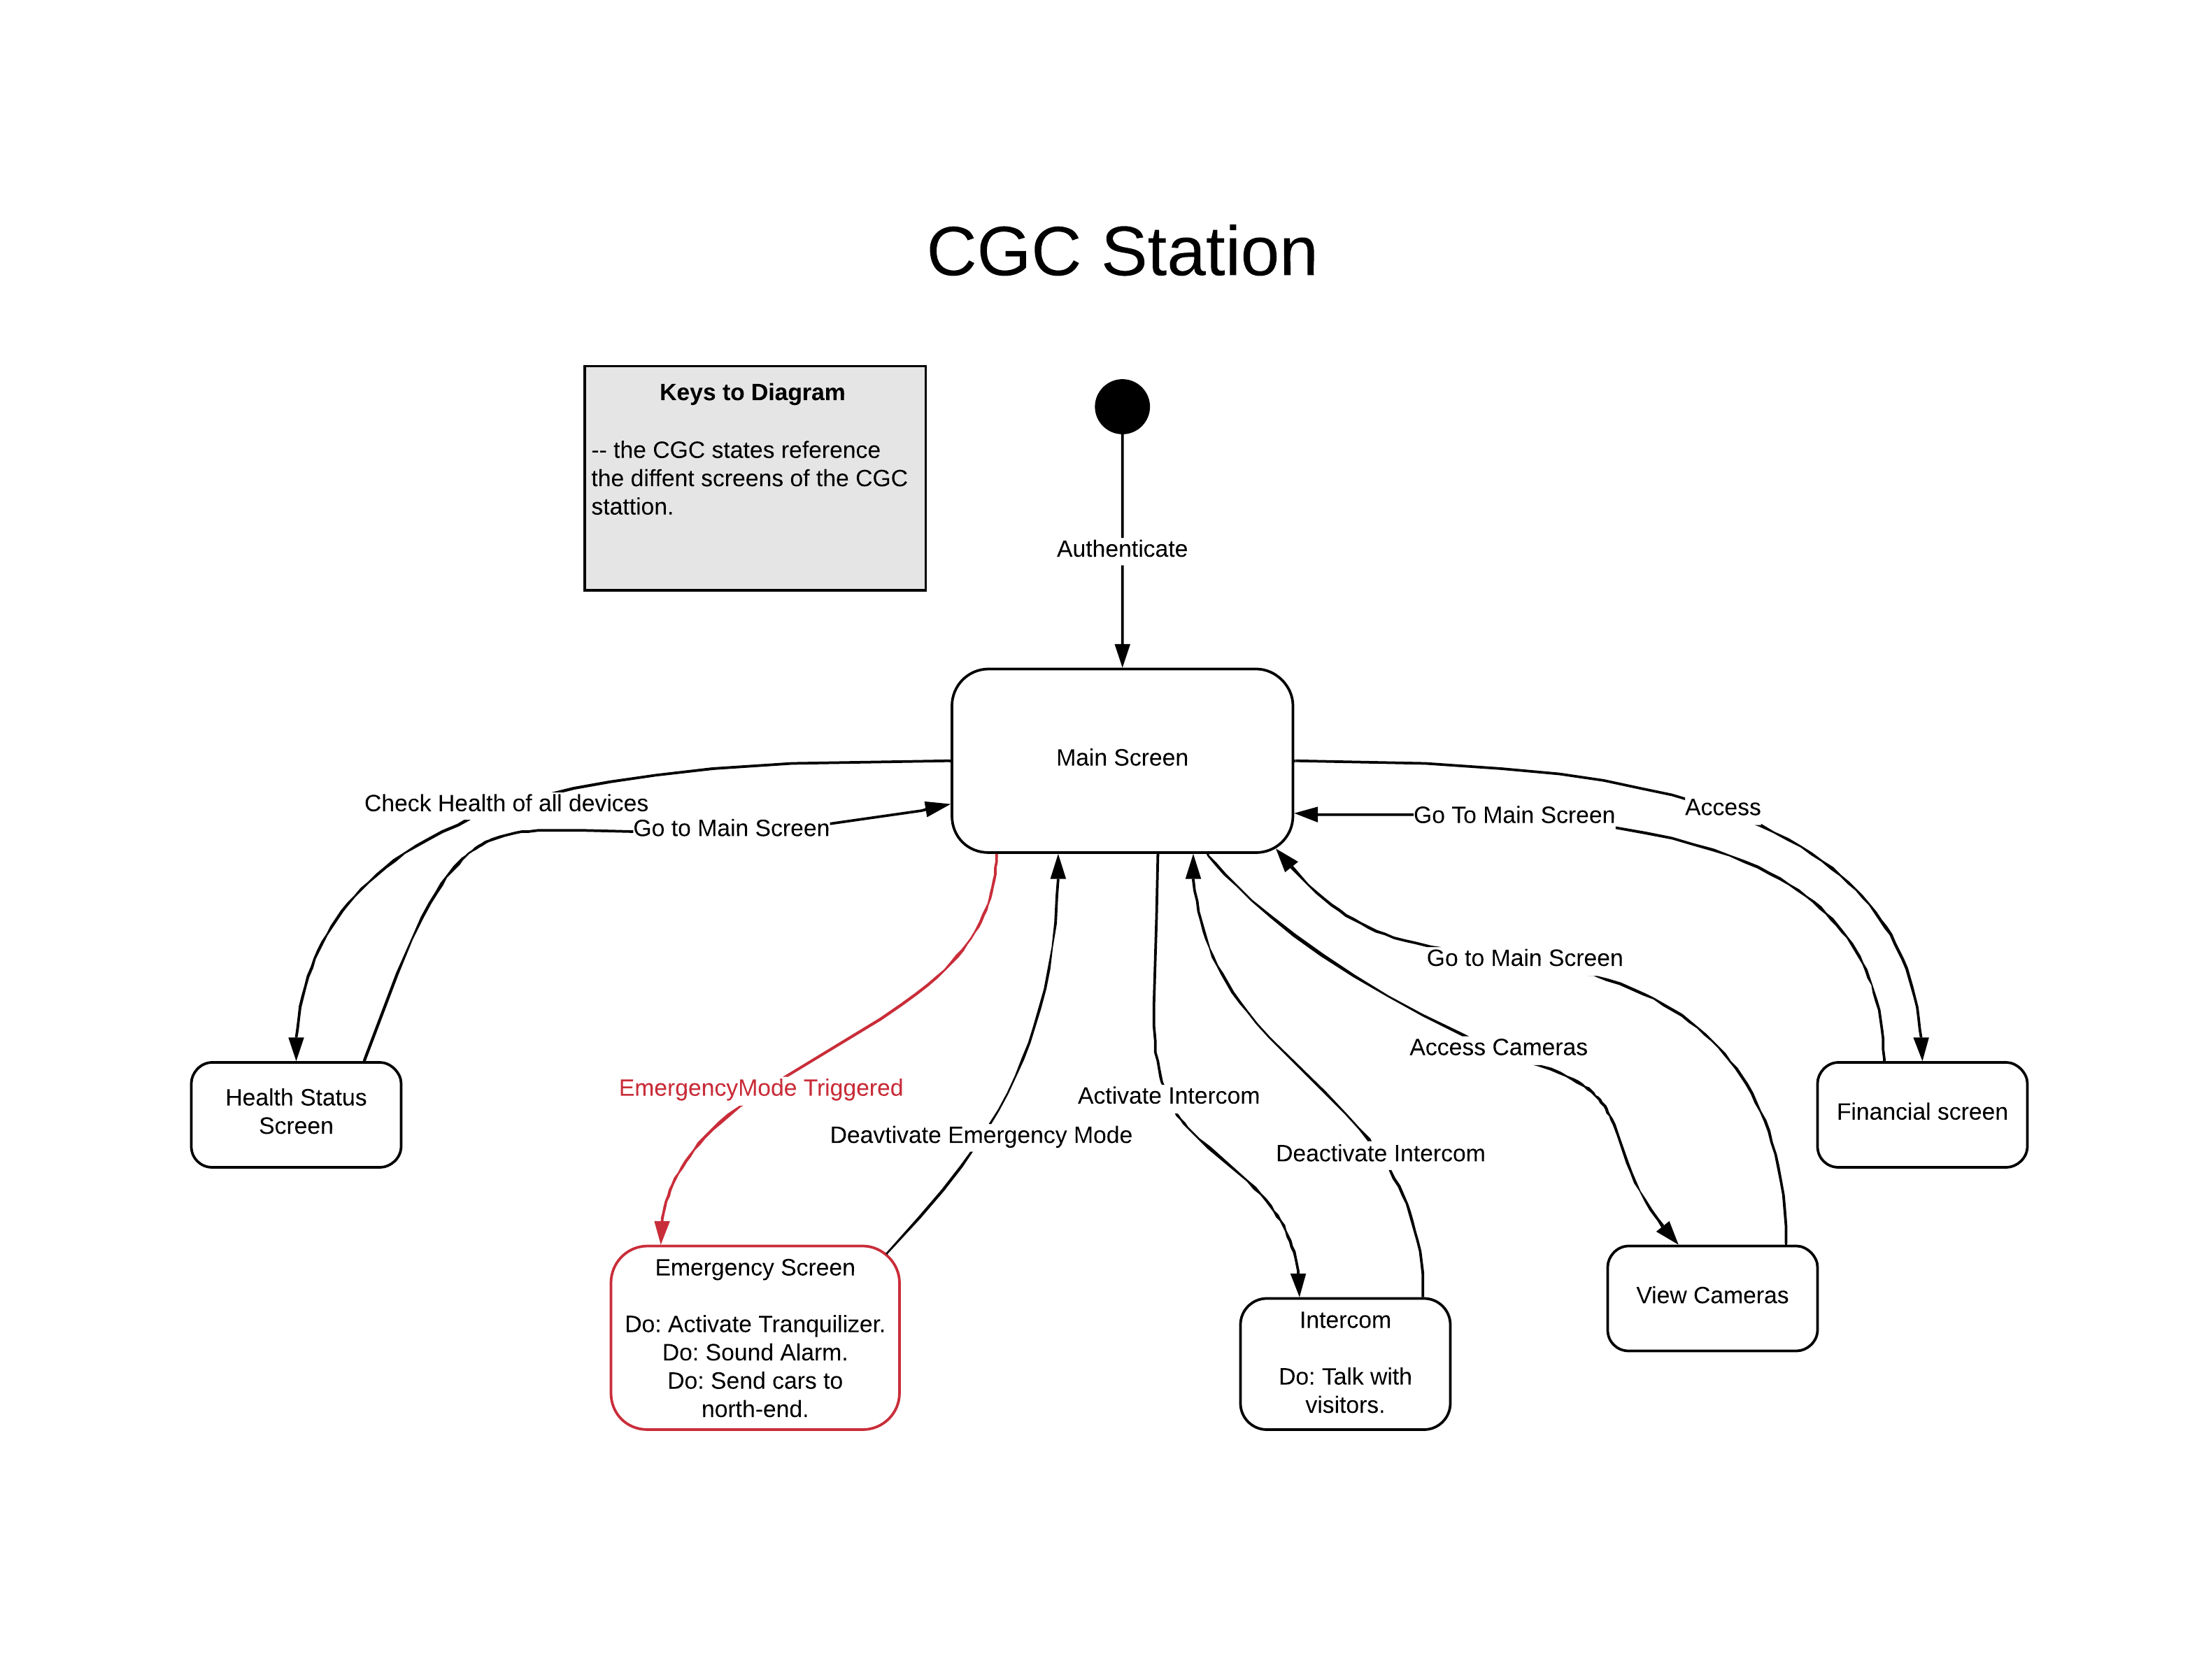 CGC Station
Keys to Diagram
-- the CGC states reference
the diffent screens of the CGC
stattion.
Authenticate
Main Screen
Check Health of all devices
Go to Main Screen
Go To Main Screen
Access
Go to Main Screen
Access Cameras
EmergencyMode Triggered
Deavtivate Emergency Mode
Activate Intercom
Deactivate Intercom
Health Status
Screen
Financial screen
Emergency Screen
Do: Activate Tranquilizer.
Do: Sound Alarm.
Do: Send cars to
north-end.
Intercom
Do: Talk with
visitors.
View Cameras